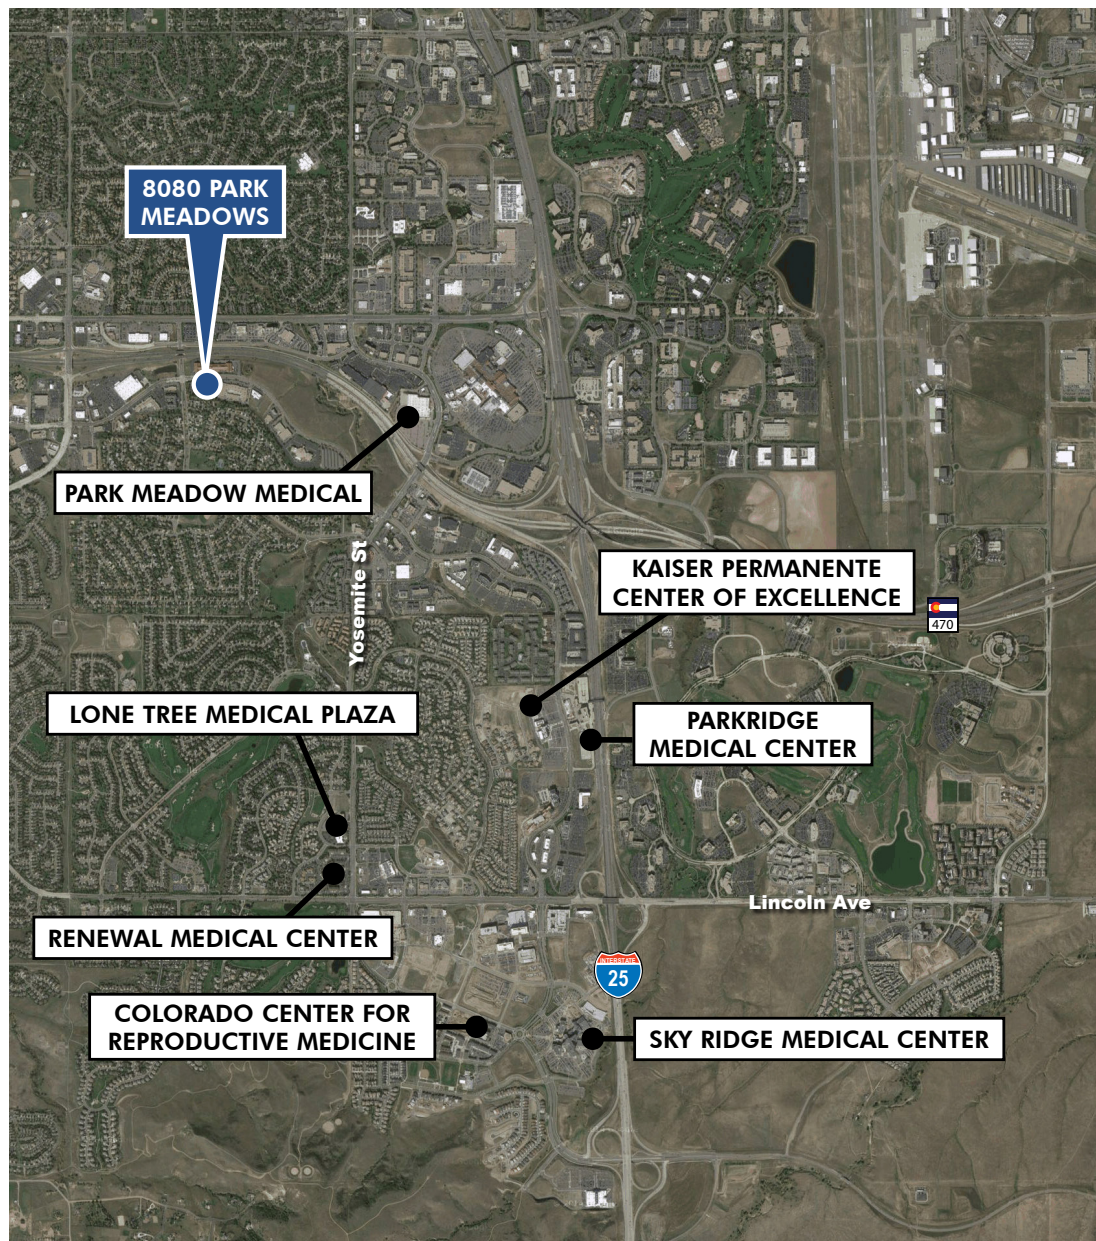 8080 PARK
MEADOWS
PARK MEADOW MEDICAL
Yosemite St
KAISER PERMANENTE
CENTER OF EXCELLENCE
470
LONE TREE MEDICAL PLAZA
PARKRIDGE
MEDICAL CENTER
Lincoln Ave
RENEWAL MEDICAL CENTER
INTERSTATE
25
COLORADO CENTER FOR
REPRODUCTIVE MEDICINE
SKY RIDGE MEDICAL CENTER